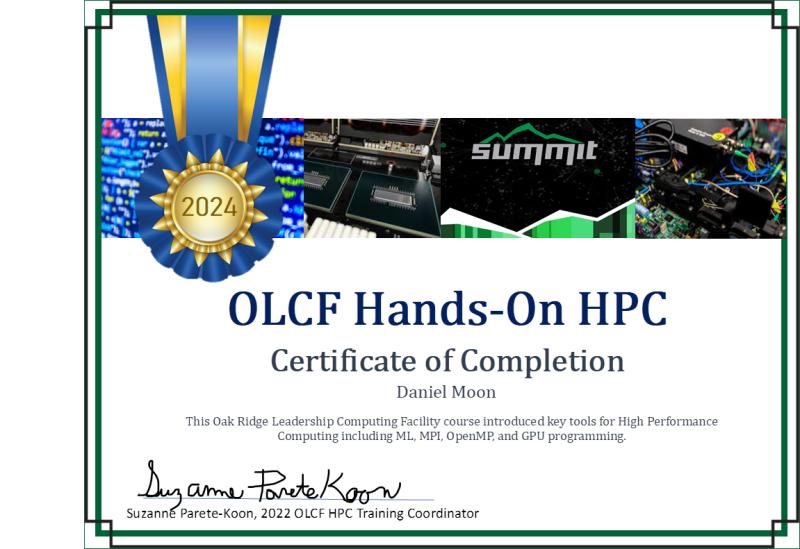 summit
2024
OLCF Hands-On HPC
Certificate of Completion
Daniel Moon
This Oak Ridge Leadership Computing Facility course introduced key tools for High Performance
Computing including ML, MPI, OpenMP, and GPU programming.
Suzanne Parete Koon
Suzanne Parete-Koon, 2022 OLCF HPC Training Coordinator